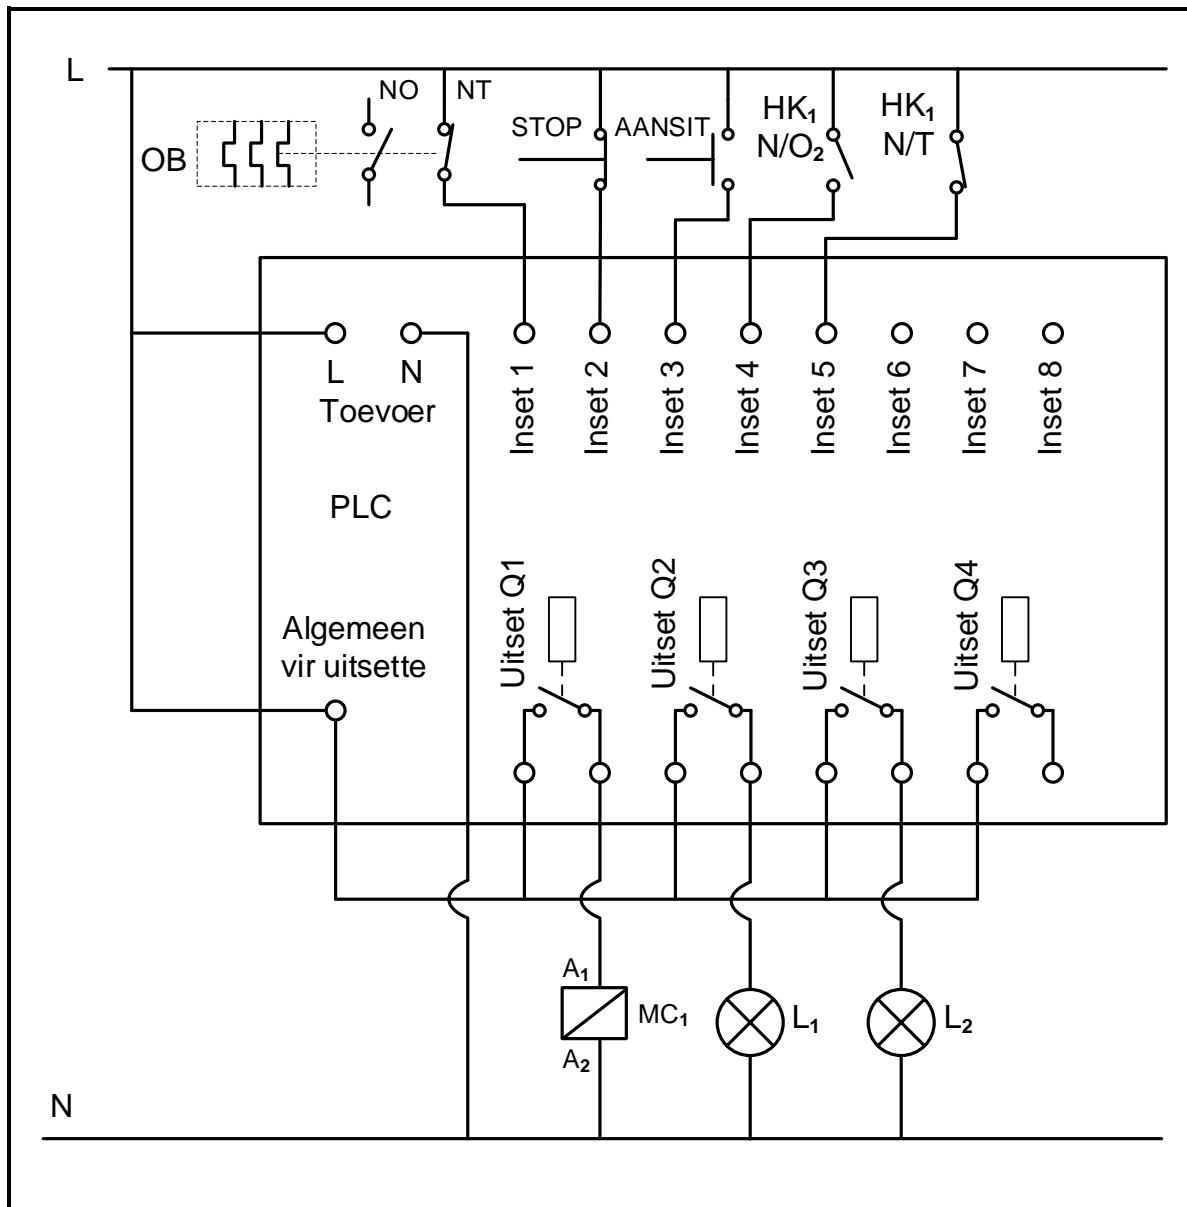 L
NO
NT
OB
STOP
AANSIT
HK₁
N/O₂
HK₁
N/T
L
N
Toevoer
Inset 1
Inset 2
Inset 3
Inset 4
Inset 5
Inset 6
Inset 7
Inset 8
PLC
Algemeen
vir uitsette
Uitset Q1
Uitset Q2
Uitset Q3
Uitset Q4
A₁
MC₁
A₂
L₁
L₂
N